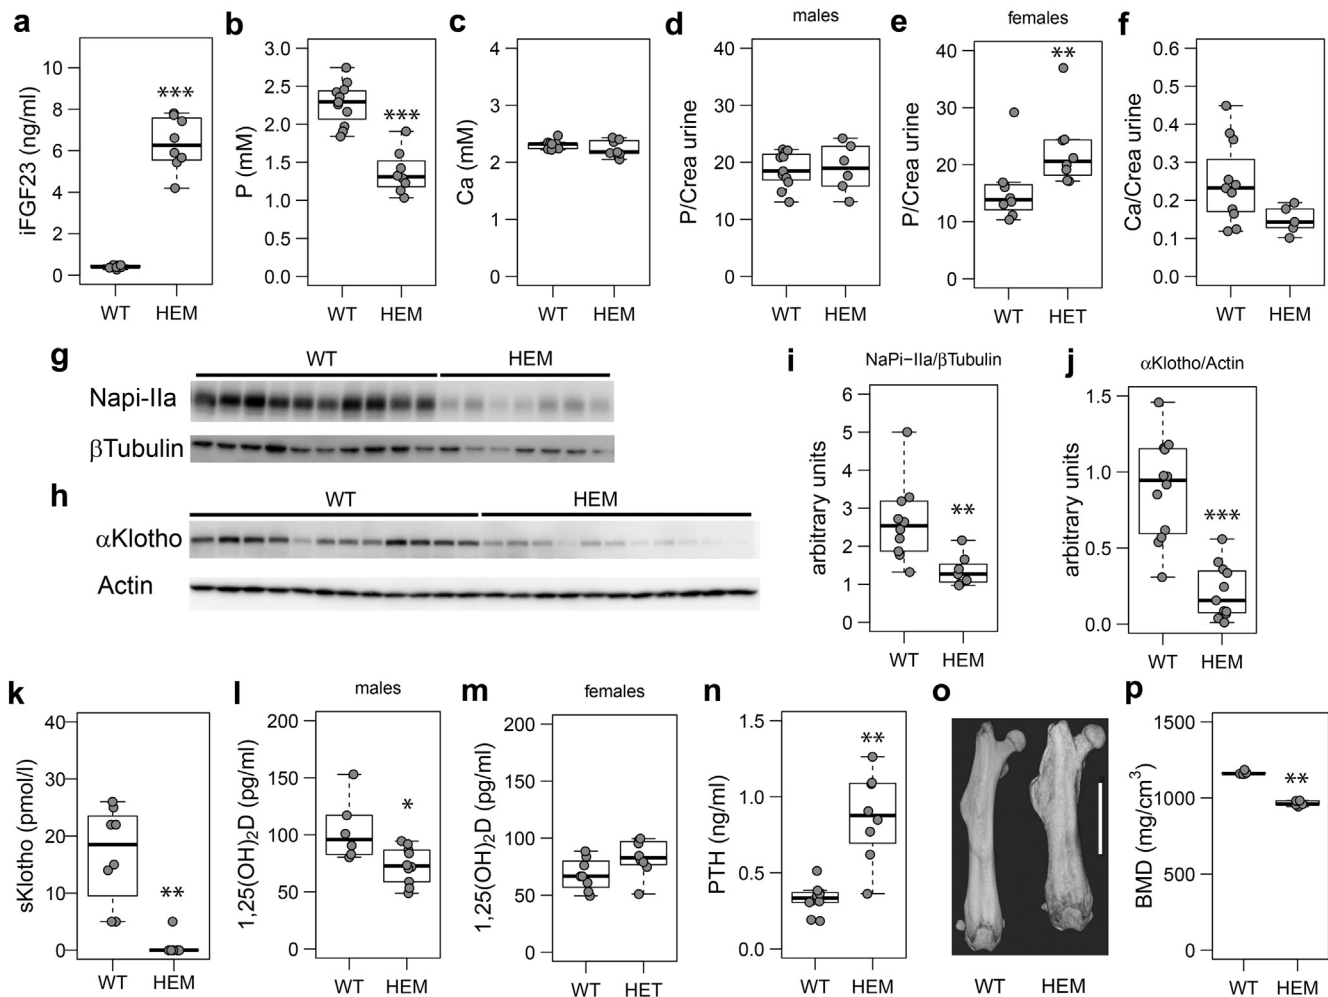 a
iFGF23 (ng/ml)
10
8
6
4
2
0
***
WT HEM
b
P (mM)
3.0
2.5
2.0
1.5
1.0
0.5
0.0
***
WT HEM
c
Ca (mM)
4
3
2
1
0
WT HEM
d
males
P/Crea urine
40
30
20
10
0
WT HEM
e
females
P/Crea urine
40
30
20
10
0
**
WT HET
f
Ca/Crea urine
0.6
0.5
0.4
0.3
0.2
0.1
0.0
WT HEM
g
WT HEM
Napi-IIa
βTubulin
h
WT HEM
αKlotho
Actin
i
NaPi−IIa/βTubulin
arbitrary units
6
5
4
3
2
1
0
**
WT HEM
j
αKlotho/Actin
arbitrary units
1.5
1.0
0.5
0.0
***
WT HEM
k
sKlotho (pmol/l)
40
30
20
10
0
**
WT HEM
l
males
1,25(OH)₂D (pg/ml)
200
150
100
50
0
*
WT HEM
m
females
1,25(OH)₂D (pg/ml)
200
150
100
50
0
WT HET
n
PTH (ng/ml)
1.5
1.0
0.5
0.0
**
WT HEM
o
WT HEM
p
BMD (mg/cm³)
1500
1000
500
0
**
WT HEM